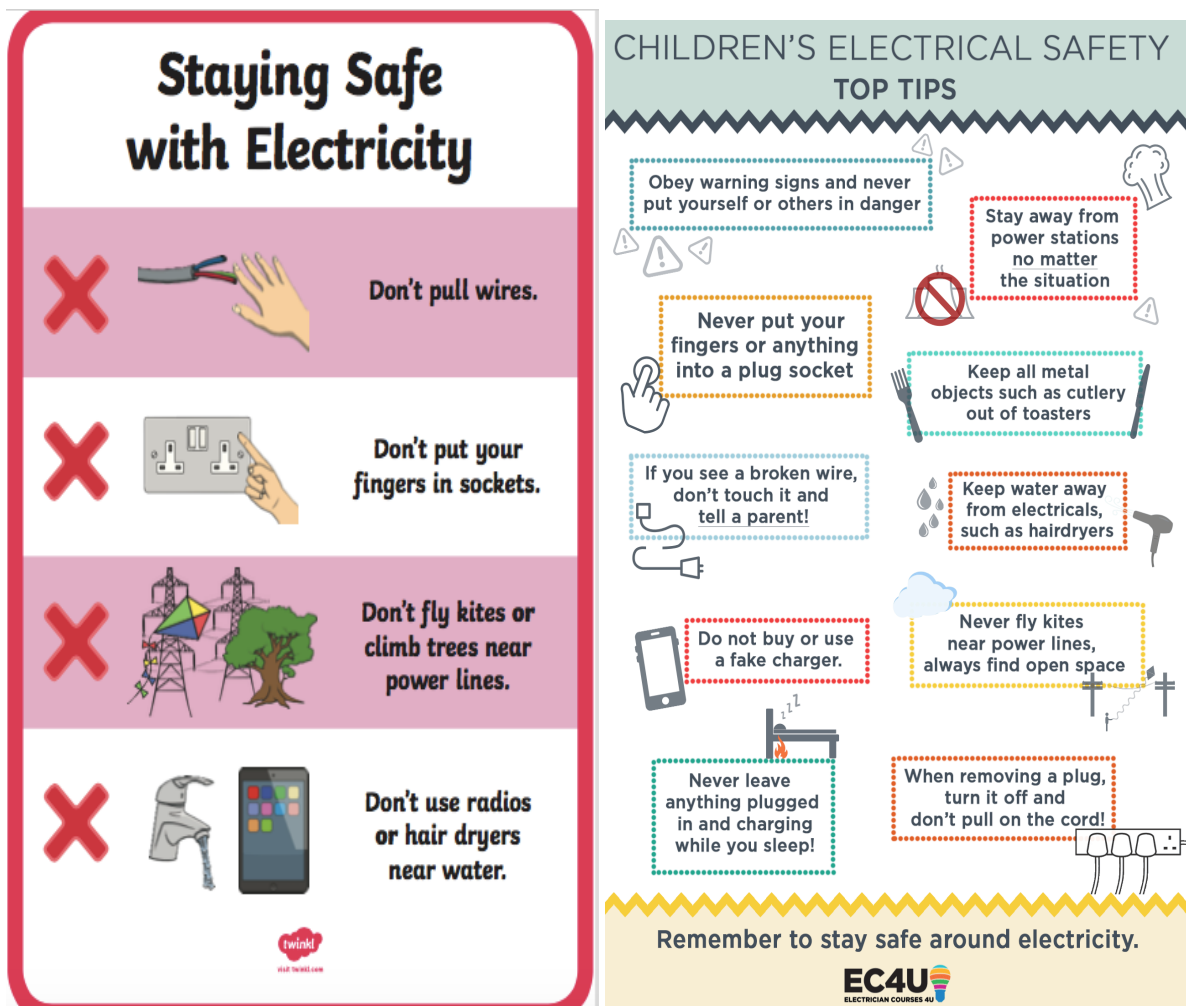 Staying Safe
with Electricity
Don't pull wires.
Don't put your
fingers in sockets.
Don't fly kites or
climb trees near
power lines.
Don't use radios
or hair dryers
near water.
twinkl
visit twinkl.com
CHILDREN'S ELECTRICAL SAFETY
TOP TIPS
Obey warning signs and never
put yourself or others in danger
Stay away from
power stations
no matter
the situation
Never put your
fingers or anything
into a plug socket
Keep all metal
objects such as cutlery
out of toasters
If you see a broken wire,
don't touch it and
tell a parent!
Keep water away
from electricals,
such as hairdryers
Do not buy or use
a fake charger.
Never fly kites
near power lines,
always find open space
zzz
Never leave
anything plugged
in and charging
while you sleep!
When removing a plug,
turn it off and
don't pull on the cord!
Remember to stay safe around electricity.
EC4U
ELECTRICIAN COURSES 4U